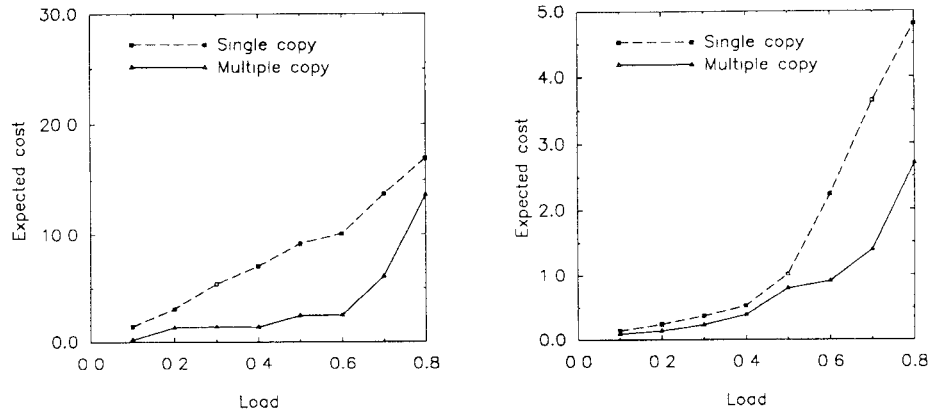 30.0
Single copy
Multiple copy
20.0
10.0
0.0
Expected cost
0.0 0.2 0.4 0.6 0.8
Load
5.0
Single copy
Multiple copy
4.0
3.0
2.0
1.0
0.0
Expected cost
0.0 0.2 0.4 0.6 0.8
Load